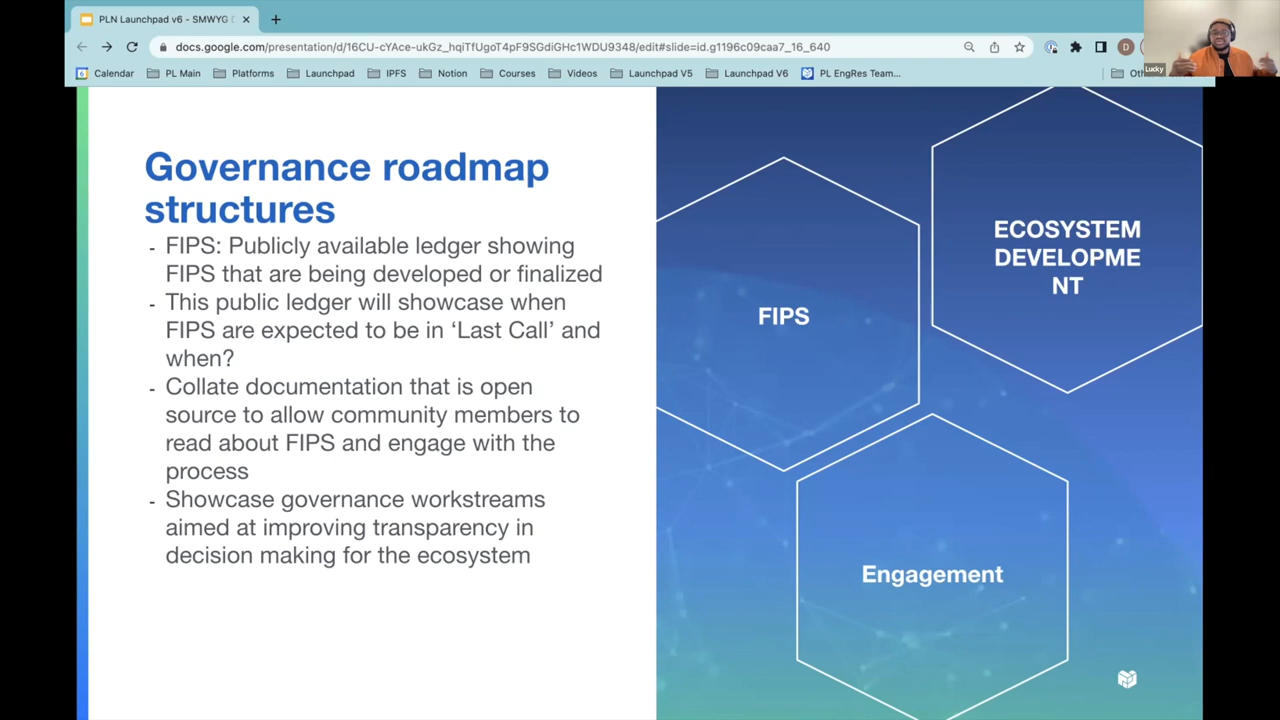 PLN Launchpad v6 - SMWYG
docs.google.com/presentation/d/16CU-cYAce-ukGz_hqiTfUgoT4pF9SGdiGHc1WDU9348/edit#slide=id.g1196c09caa7_16_640
D
Lucky
6 Calendar PL Main Platforms Launchpad IPFS Notion Courses Videos Launchpad V5 Launchpad V6 PL EngRes Team...
Governance roadmap
structures
- FIPS: Publicly available ledger showing
FIPS that are being developed or finalized
- This public ledger will showcase when
FIPS are expected to be in ‘Last Call’ and
when?
- Collate documentation that is open
source to allow community members to
read about FIPS and engage with the
process
- Showcase governance workstreams
aimed at improving transparency in
decision making for the ecosystem
FIPS
ECOSYSTEM
DEVELOPME
NT
Engagement